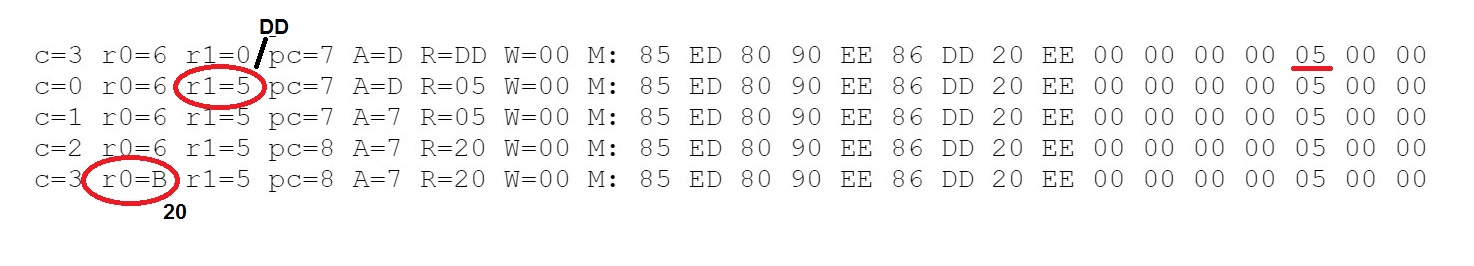 DD
c=3 r0=6 r1=0 pc=7 A=D R=DD W=00 M: 85 ED 80 90 EE 86 DD 20 EE 00 00 00 00 05 00 00
c=0 r0=6 r1=5 pc=7 A=D R=05 W=00 M: 85 ED 80 90 EE 86 DD 20 EE 00 00 00 00 05 00 00
c=1 r0=6 r1=5 pc=7 A=7 R=05 W=00 M: 85 ED 80 90 EE 86 DD 20 EE 00 00 00 00 05 00 00
c=2 r0=6 r1=5 pc=8 A=7 R=20 W=00 M: 85 ED 80 90 EE 86 DD 20 EE 00 00 00 00 05 00 00
c=3 r0=B r1=5 pc=8 A=7 R=20 W=00 M: 85 ED 80 90 EE 86 DD 20 EE 00 00 00 00 05 00 00
20